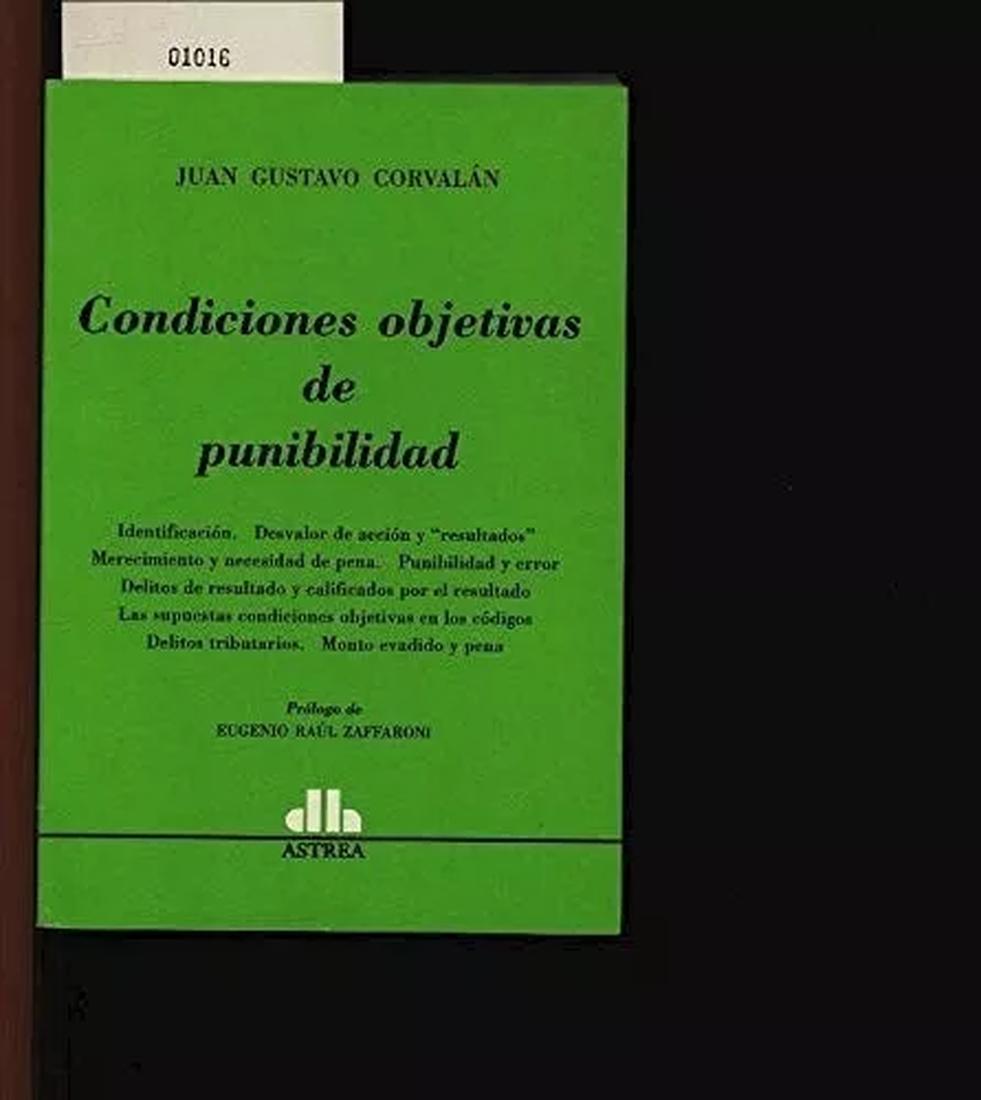 01016
JUAN GUSTAVO CORVALÁN
Condiciones objetivas
de
punibilidad
Identificación. Desvalor de acción y “resultados”
Merecimiento y necesidad de pena. Punibilidad y error
Delitos de resultado y calificados por el resultado
Las supuestas condiciones objetivas en los códigos
Delitos tributarios. Monto evadido y pena
Prólogo de
EUGENIO RAÚL ZAFFARONI
ASTREA